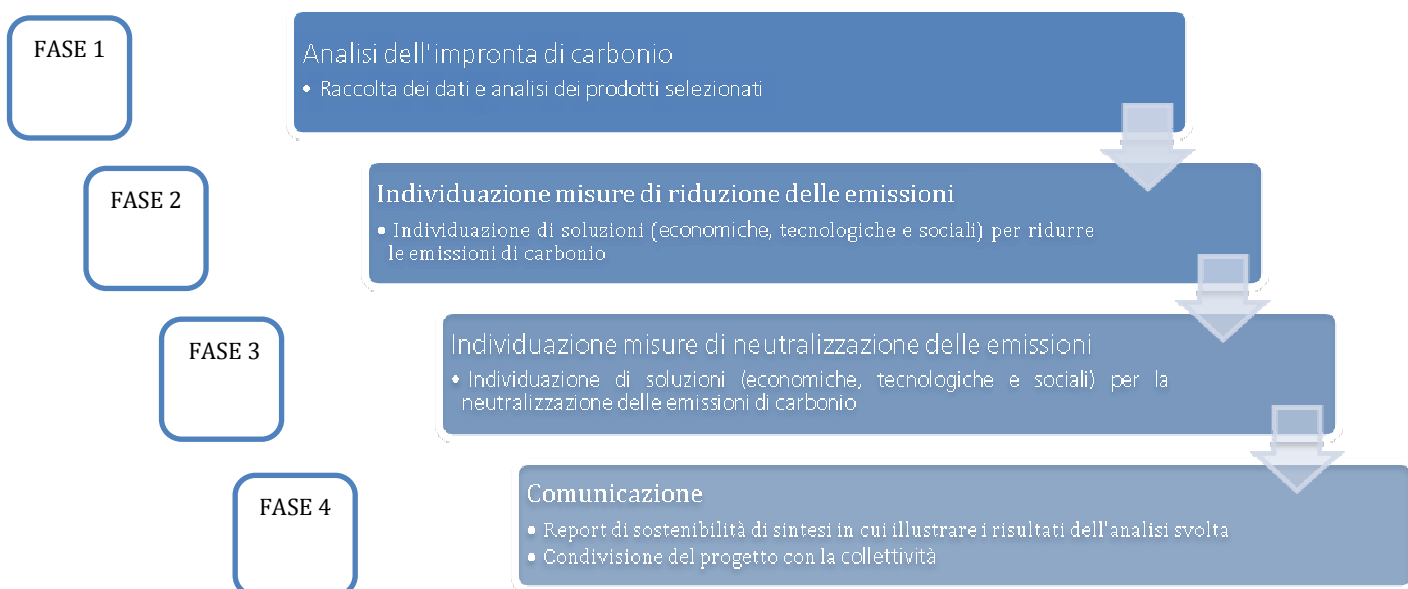 FASE 1
Analisi dell'impronta di carbonio
• Raccolta dei dati e analisi dei prodotti selezionati
FASE 2
Individuazione misure di riduzione delle emissioni
• Individuazione di soluzioni (economiche, tecnologiche e sociali) per ridurre
le emissioni di carbonio
FASE 3
Individuazione misure di neutralizzazione delle emissioni
• Individuazione di soluzioni (economiche, tecnologiche e sociali) per la
neutralizzazione delle emissioni di carbonio
FASE 4
Comunicazione
• Report di sostenibilità di sintesi in cui illustrare i risultati dell'analisi svolta
• Condivisione del progetto con la collettività